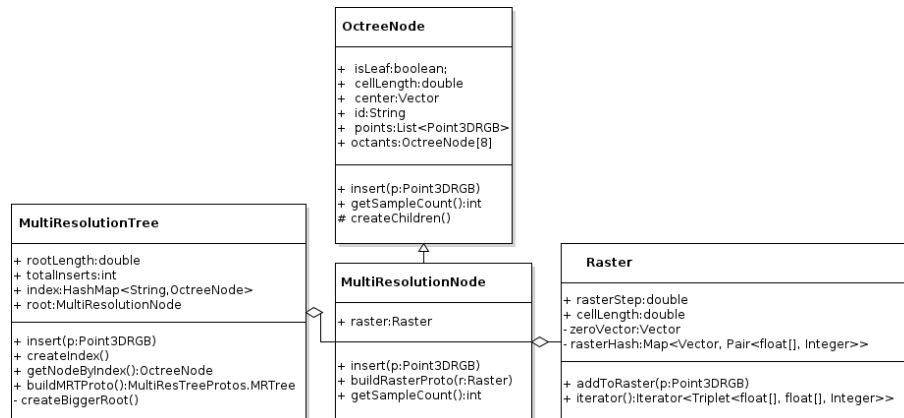 OctreeNode
+ isLeaf:boolean;
+ cellLength:double
+ center:Vector
+ id:String
+ points:List<Point3DRGB>
+ octants:OctreeNode[8]
+ insert(p:Point3DRGB)
+ getSampleCount():int
# createChildren()
MultiResolutionTree
+ rootLength:double
+ totalInserts:int
+ index:HashMap<String,OctreeNode>
+ root:MultiResolutionNode
+ insert(p:Point3DRGB)
+ createIndex()
+ getNodeByIndex():OctreeNode
+ buildMRTProto():MultiResTreeProtos.MRTree
- createBiggerRoot()
MultiResolutionNode
+ raster:Raster
+ insert(p:Point3DRGB)
+ buildRasterProto(r:Raster)
+ getSampleCount():int
Raster
+ rasterStep:double
+ cellLength:double
- zeroVector:Vector
- rasterHash:Map<Vector, Pair<float[], Integer>>
+ addToRaster(p:Point3DRGB)
+ iterator():Iterator<Triplet<float[], float[], Integer>>